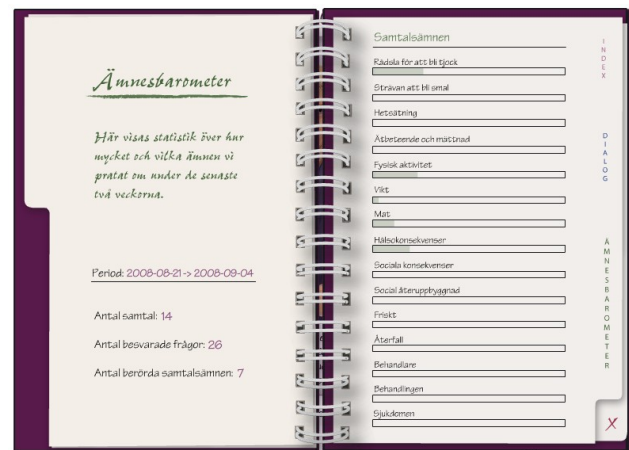 Ämnesbarometer
Här visas statistik över hur
mycket och vilka ämnen vi
pratat om under de senaste
två veckorna.
Period: 2008-08-21 -> 2008-09-04
Antal samtal: 14
Antal besvarade frågor: 26
Antal berörda samtalsämnen: 7
Samtalsämnen
Rädsla för att bli tjock
Strävan att bli smal
Hetsätning
Ätbeteende och mättnad
Fysisk aktivitet
Vikt
Mat
Hälsokonsekvenser
Sociala konsekvenser
Social återuppbyggnad
Friskt
Återfall
Behandlare
Behandlingen
Sjukdomen
INDEX
DIALOG
ÄMNESBAROMETER
X